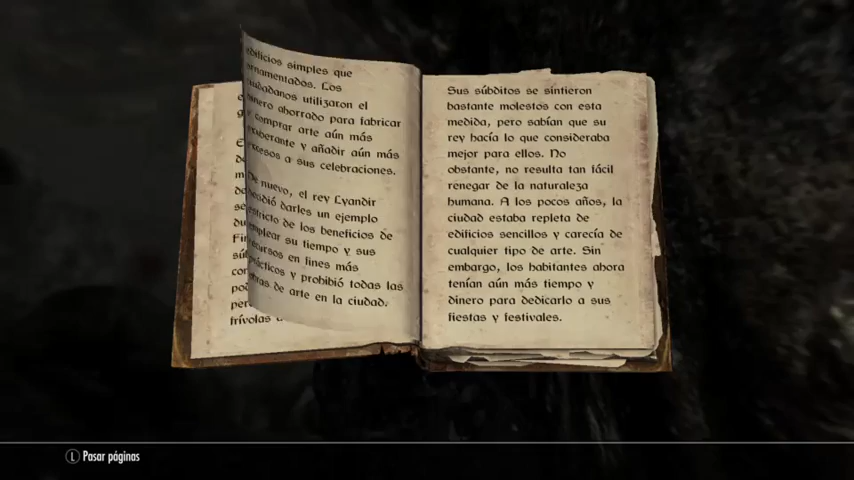 edificios simples que
ornamentados. Los
ciudadanos utilizaron el
dinero ahorrado para fabricar
y comprar arte aún más
exuberante y añadir aún más
excesos a sus celebraciones.
De nuevo, el rey Lyandir
decidió darles un ejemplo
estricto de los beneficios de
emplear su tiempo y sus
recursos en fines más
prácticos y prohibió todas las
obras de arte en la ciudad.
frívolas
Sus súbditos se sintieron
bastante molestos con esta
medida, pero sabían que su
rey hacía lo que consideraba
mejor para ellos. No
obstante, no resulta tan fácil
renegar de la naturaleza
humana. A los pocos años, la
ciudad estaba repleta de
edificios sencillos y carecía de
cualquier tipo de arte. Sin
embargo, los habitantes ahora
tenían aún más tiempo y
dinero para dedicarlo a sus
fiestas y festivales.
L Pasar páginas